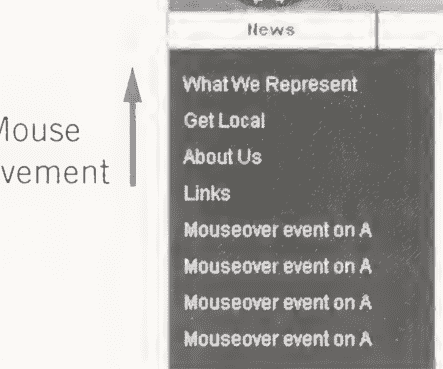 News
What We Represent
Get Local
Mouse
About Us
vement
Links
Mouseover event on A
Mouseover event on A
Mouseover event on A
Mouseover event on A